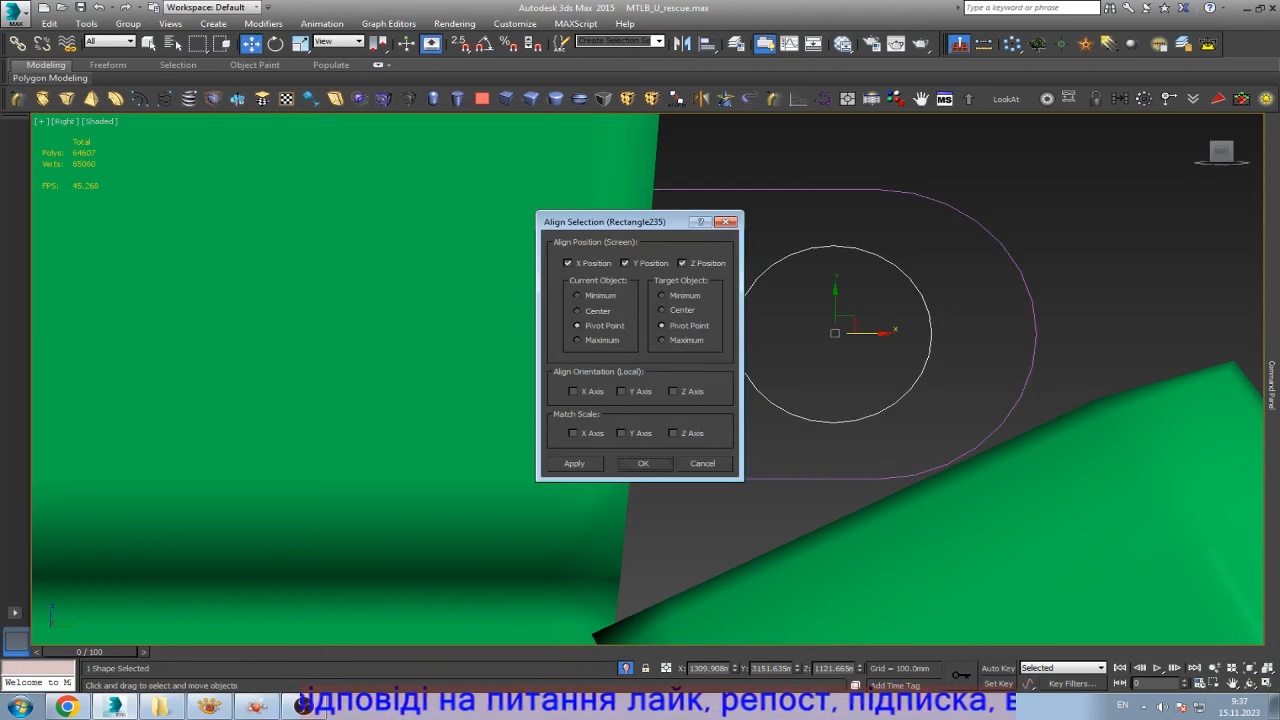 Workspace: Default
Autodesk 3ds Max 2015
MTLB_U_rescue.max
Type a keyword or phrase
Edit
Tools
Group
Views
Create
Modifiers
Animation
Graph Editors
Rendering
Customize
MAXScript
Help
MAX
All
View
Create Selection Se
Modeling
Freeform
Selection
Object Paint
Populate
Polygon Modeling
MS
LookAt
[+][Right][Shaded]
Total
Polys: 64607
Verts: 65060
FPS: 45.268
Align Selection (Rectangle235)
Align Position (Screen):
X Position
Y Position
Z Position
Current Object:
Target Object:
Minimum
Minimum
Center
Center
Pivot Point
Pivot Point
Maximum
Maximum
Align Orientation (Local):
X Axis
Y Axis
Z Axis
Match Scale:
X Axis
Y Axis
Z Axis
Apply
OK
Cancel
Command Panel
0 / 100
1 Shape Selected
X: 1309.908m
Y: 3151.635m
Z: 1121.665m
Grid = 100.0mm
Auto Key
Selected
Welcome to M
Click and drag to select and move objects
Add Time Tag
Set Key
Key Filters...
0
ідповіді на питання лайк, репост, підписка, в
EN
9:37
15.11.2023